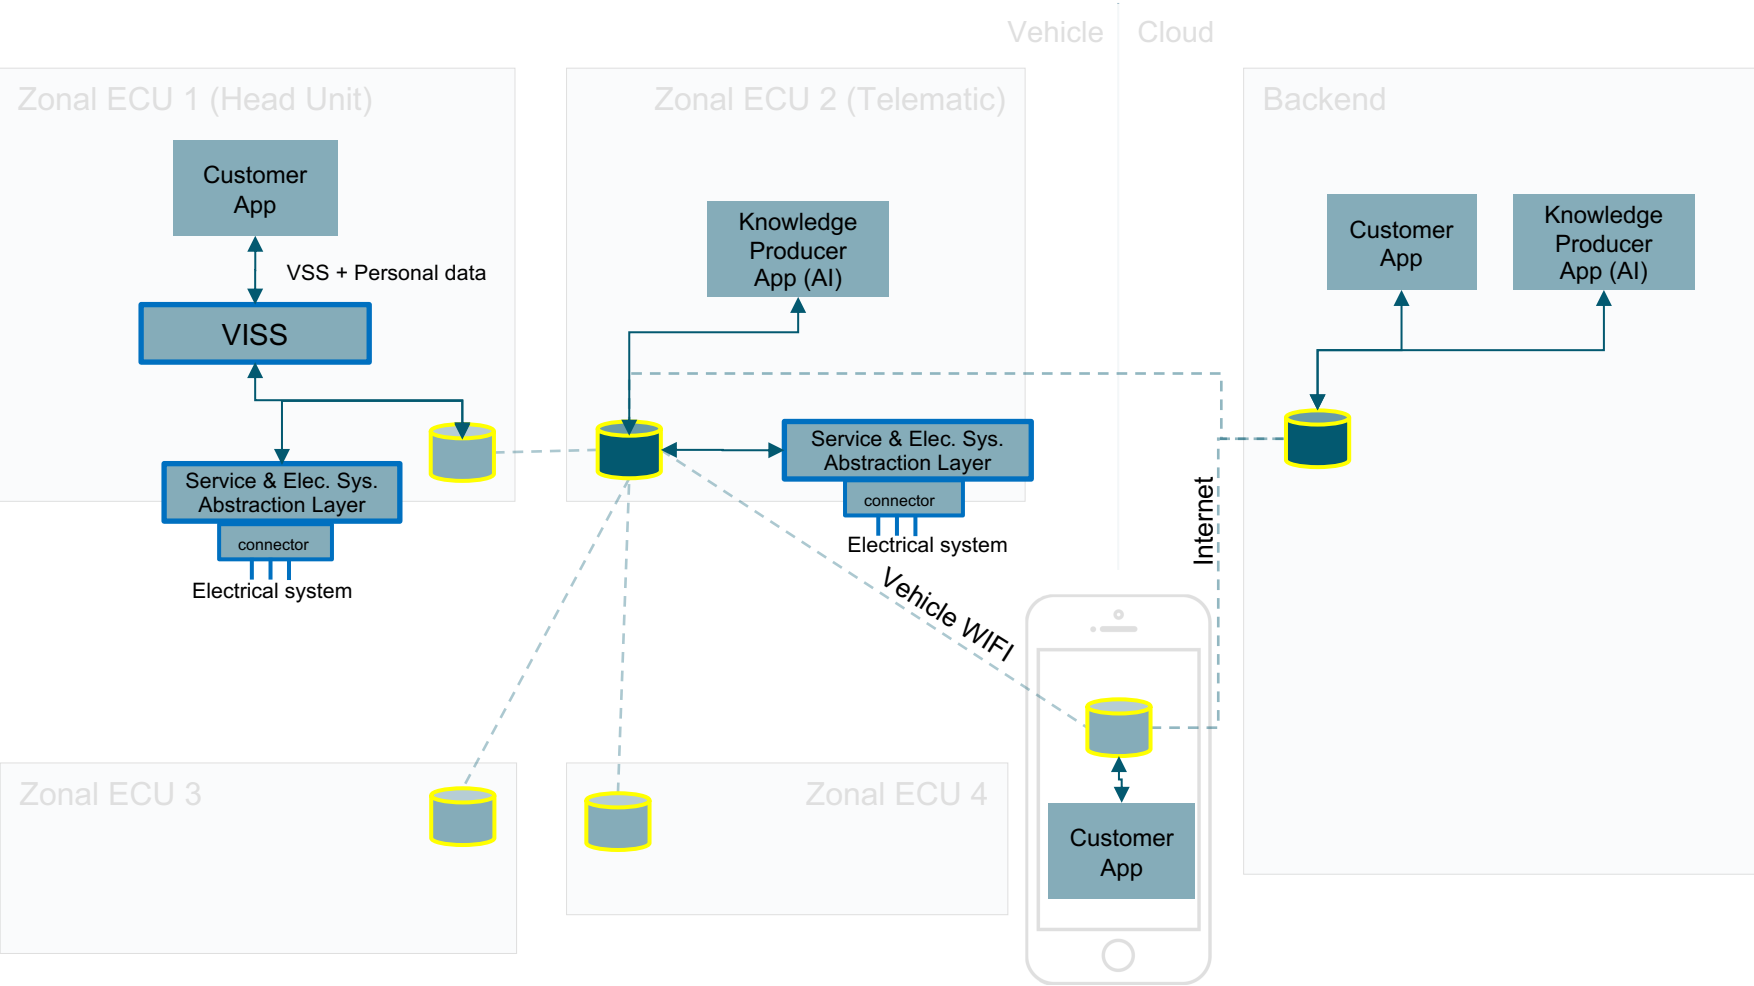 Vehicle
Cloud
Zonal ECU 1 (Head Unit)
Customer
App
VSS + Personal data
VISS
Service & Elec. Sys.
Abstraction Layer
connector
Electrical system
Zonal ECU 2 (Telematic)
Knowledge
Producer
App (AI)
Service & Elec. Sys.
Abstraction Layer
connector
Electrical system
Backend
Customer
App
Knowledge
Producer
App (AI)
Internet
Vehicle WIFI
Zonal ECU 3
Zonal ECU 4
Customer
App